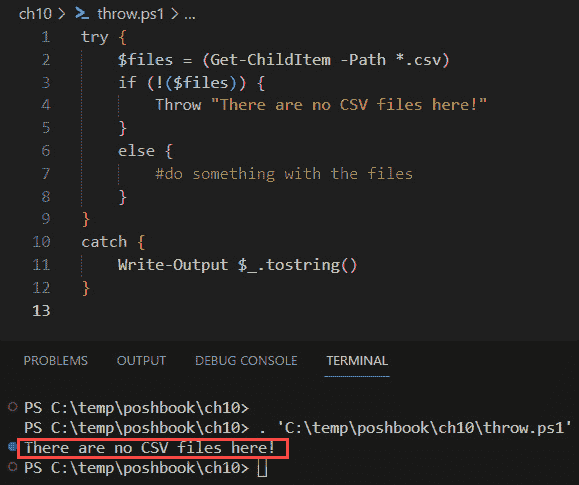 ch10 > throw.ps1 > ...
1 try {
2     $files = (Get-ChildItem -Path *.csv)
3     if (!($files)) {
4         Throw "There are no CSV files here!"
5     }
6     else {
7         #do something with the files
8     }
9 }
10 catch {
11     Write-Output $_.tostring()
12 }
13
PROBLEMS OUTPUT DEBUG CONSOLE TERMINAL
PS C:\temp\poshbook\ch10>
PS C:\temp\poshbook\ch10> . 'C:\temp\poshbook\ch10\throw.ps1'
There are no CSV files here!
PS C:\temp\poshbook\ch10>